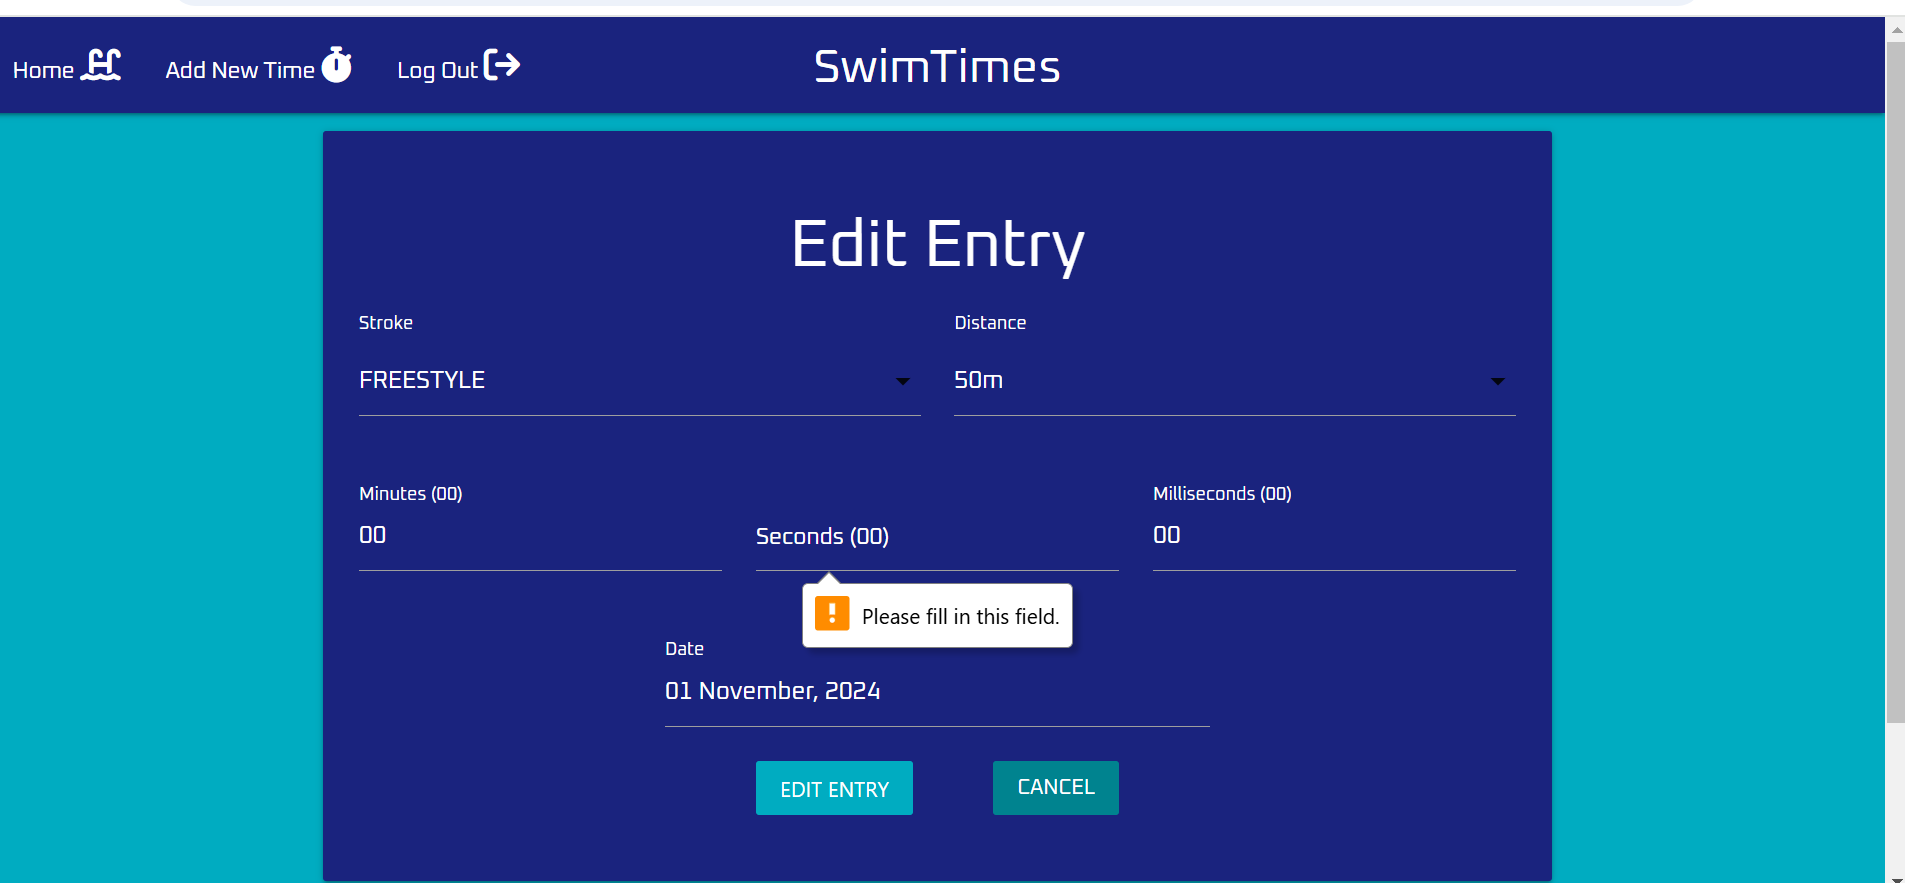 Home
Add New Time
Log Out
SwimTimes
Edit Entry
Stroke
Distance
FREESTYLE
50m
Minutes (00)
Milliseconds (00)
00
Seconds (00)
00
Please fill in this field.
Date
01 November, 2024
EDIT ENTRY
CANCEL